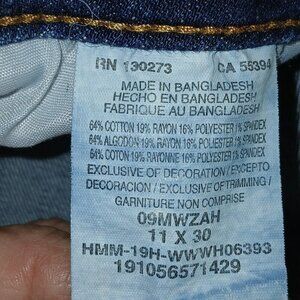 RN 130273 CA 55394
MADE IN BANGLADESH
HECHO EN BANGLADESH
FABRIQUE AU BANGLADESH
64% COTTON 19% RAYON 16% POLYESTER 1% SPANDEX
64% ALGODON 19% RAYON 16% POLIESTER 1% SPANDEX
64% COTON 19% RAYONNE 16% POLYESTER 1% SPANDEX
EXCLUSIVE OF DECORATION / EXCEPTO
DECORACION / EXCLUSIVE OF TRIMMING /
GARNITURE NON COMPRISE
09MWZAH
11 X 30
HMM-19H-WWWH06393
191056571429